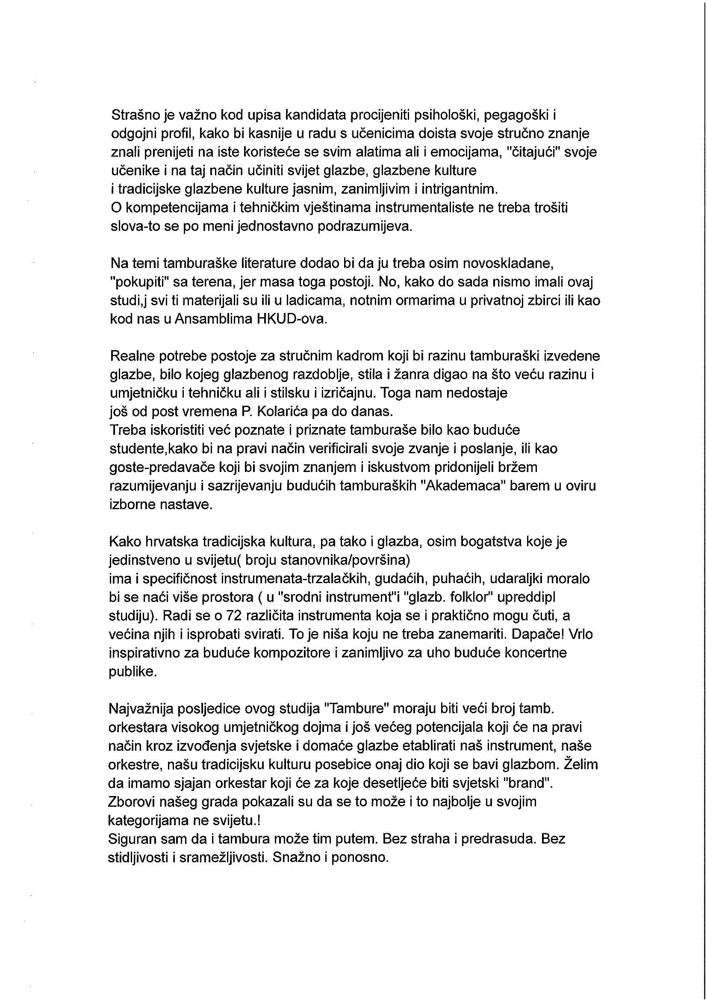 Strašno je važno kod upisa kandidata procijeniti psihološki, pegagoški i
odgojni profil, kako bi kasnije u radu s učenicima doista svoje stručno znanje
znali prenijeti na iste koristeće se svim alatima ali i emocijama, "čitajući" svoje
učenike i na taj način učiniti svijet glazbe, glazbene kulture
i tradicijske glazbene kulture jasnim, zanimljivim i intrigantnim.
O kompetencijama i tehničkim vještinama instrumentaliste ne treba trošiti
slova-to se po meni jednostavno podrazumijeva.

Na temi tamburaške literature dodao bi da ju treba osim novoskladane,
"pokupiti" sa terena, jer masa toga postoji. No, kako do sada nismo imali ovaj
studi,j svi ti materijali su ili u ladicama, notnim ormarima u privatnoj zbirci ili kao
kod nas u Ansamblima HKUD-ova.

Realne potrebe postoje za stručnim kadrom koji bi razinu tamburaški izvedene
glazbe, bilo kojeg glazbenog razdoblje, stila i žanra digao na što veću razinu i
umjetničku i tehničku ali i stilsku i izričajnu. Toga nam nedostaje
još od post vremena P. Kolarića pa do danas.
Treba iskoristiti već poznate i priznate tamburaše bilo kao buduće
studente,kako bi na pravi način verificirali svoje zvanje i poslanje, ili kao
goste-predavače koji bi svojim znanjem i iskustvom pridonijeli bržem
razumijevanju i sazrijevanju budućih tamburaških "Akademaca" barem u oviru
izborne nastave.

Kako hrvatska tradicijska kultura, pa tako i glazba, osim bogatstva koje je
jedinstveno u svijetu( broju stanovnika/površina)
ima i specifičnost instrumenata-trzalačkih, gudaćih, puhaćih, udaraljki moralo
bi se naći više prostora ( u "srodni instrument"i "glazb. folklor" upreddipl
studiju). Radi se o 72 različita instrumenta koja se i praktično mogu čuti, a
većina njih i isprobati svirati. To je niša koju ne treba zanemariti. Dapače! Vrlo
inspirativno za buduće kompozitore i zanimljivo za uho buduće koncertne
publike.

Najvažnija posljedice ovog studija "Tambure" moraju biti veći broj tamb.
orkestara visokog umjetničkog dojma i još većeg potencijala koji će na pravi
način kroz izvođenja svjetske i domaće glazbe etablirati naš instrument, naše
orkestre, našu tradicijsku kulturu posebice onaj dio koji se bavi glazbom. Želim
da imamo sjajan orkestar koji će za koje desetljeće biti svjetski "brand".
Zborovi našeg grada pokazali su da se to može i to najbolje u svojim
kategorijama ne svijetu.!
Siguran sam da i tambura može tim putem. Bez straha i predrasuda. Bez
stidljivosti i sramežljivosti. Snažno i ponosno.